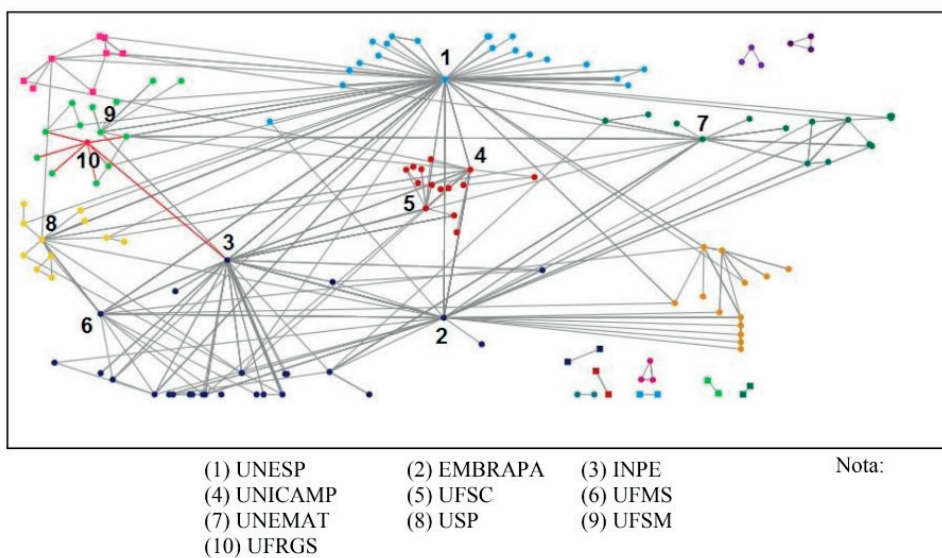 1
7
9
4
10
5
8
3
6
2
(1) UNESP (2) EMBRAPA (3) INPE Nota:
(4) UNICAMP (5) UFSC (6) UFMS
(7) UNEMAT (8) USP (9) UFSM
(10) UFRGS